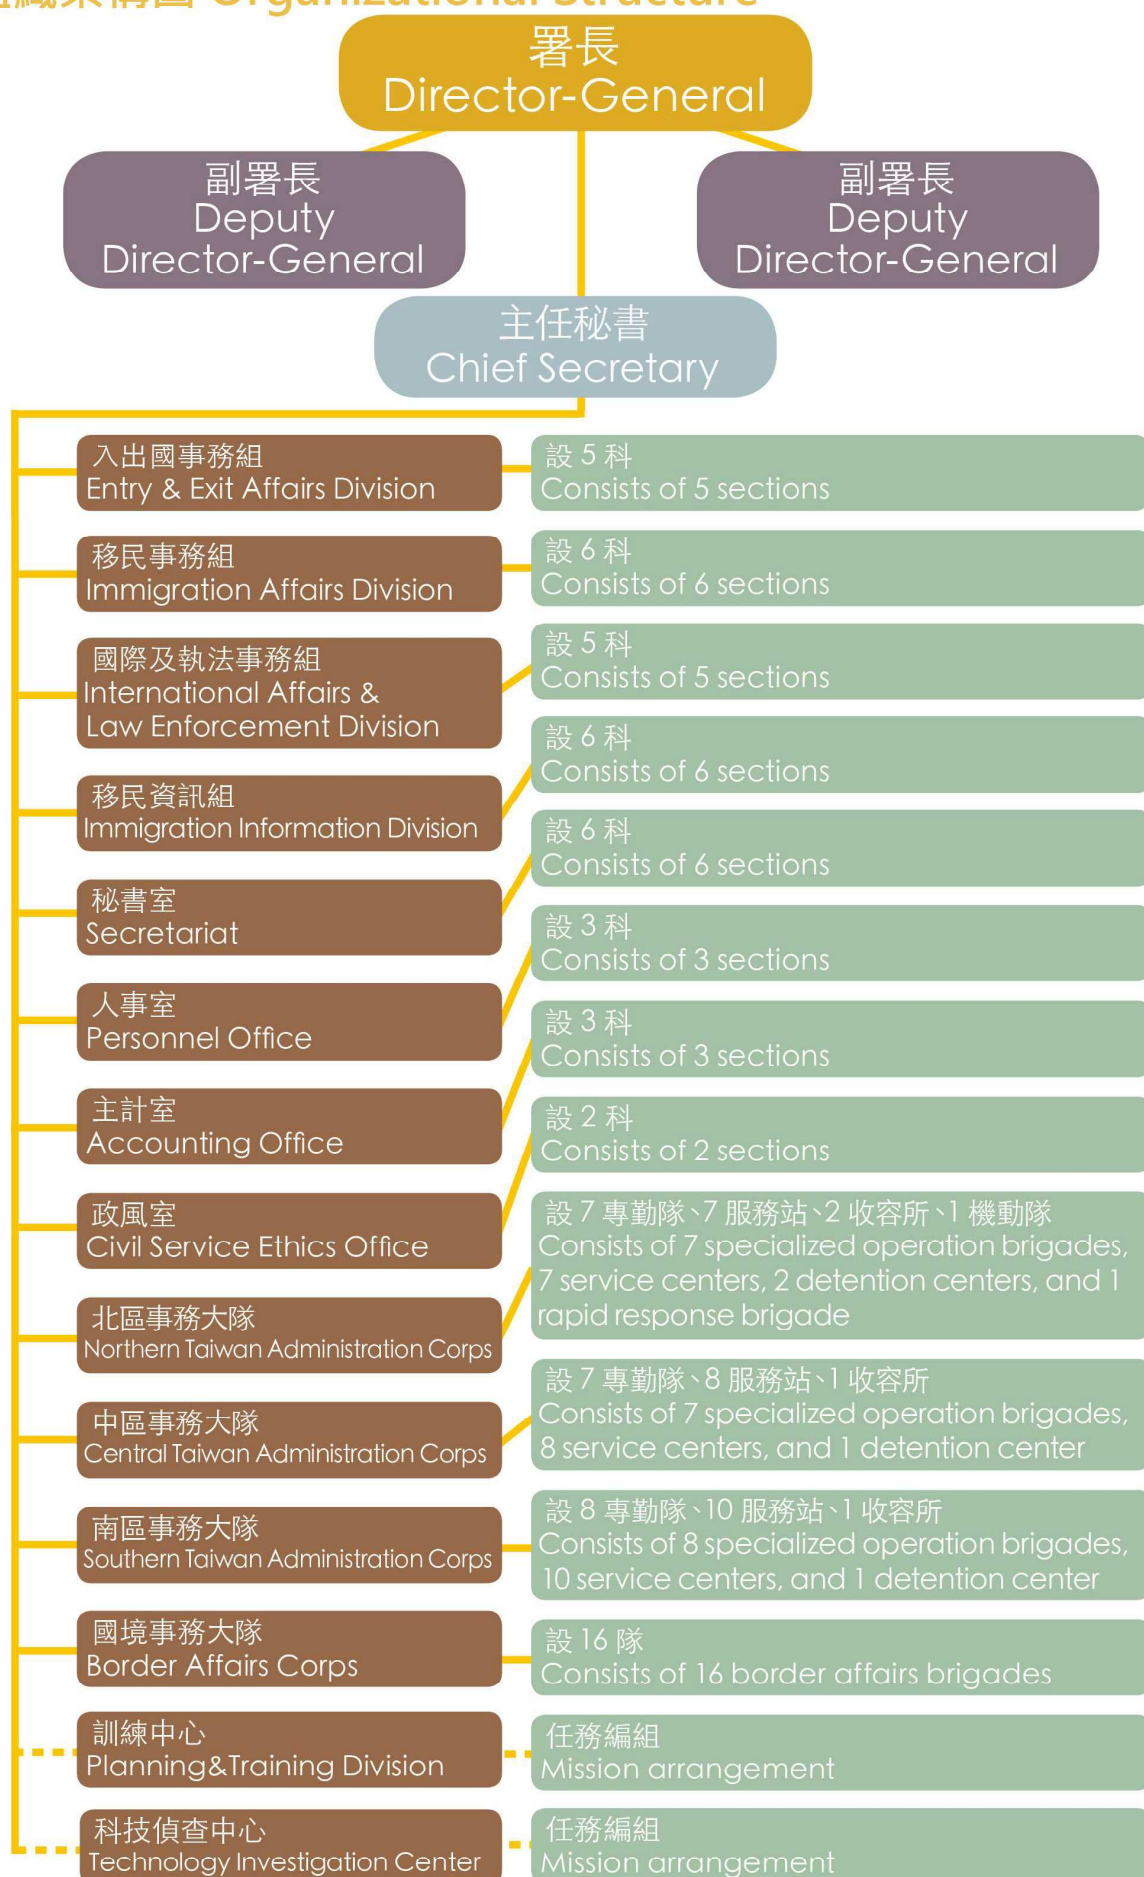 組織架構圖 Organizational Structure
署長
Director-General
副署長
Deputy
Director-General
副署長
Deputy
Director-General
主任秘書
Chief Secretary
入出國事務組
Entry & Exit Affairs Division
設 5 科
Consists of 5 sections
移民事務組
Immigration Affairs Division
設 6 科
Consists of 6 sections
國際及執法事務組
International Affairs &
Law Enforcement Division
設 5 科
Consists of 5 sections
移民資訊組
Immigration Information Division
設 6 科
Consists of 6 sections
秘書室
Secretariat
設 6 科
Consists of 6 sections
人事室
Personnel Office
設 3 科
Consists of 3 sections
主計室
Accounting Office
設 3 科
Consists of 3 sections
政風室
Civil Service Ethics Office
設 2 科
Consists of 2 sections
北區事務大隊
Northern Taiwan Administration Corps
設 7 專勤隊、7 服務站、2 收容所、1 機動隊
Consists of 7 specialized operation brigades,
7 service centers, 2 detention centers, and 1
rapid response brigade
中區事務大隊
Central Taiwan Administration Corps
設 7 專勤隊、8 服務站、1 收容所
Consists of 7 specialized operation brigades,
8 service centers, and 1 detention center
南區事務大隊
Southern Taiwan Administration Corps
設 8 專勤隊、10 服務站、1 收容所
Consists of 8 specialized operation brigades,
10 service centers, and 1 detention center
國境事務大隊
Border Affairs Corps
設 16 隊
Consists of 16 border affairs brigades
訓練中心
Planning&Training Division
任務編組
Mission arrangement
科技偵查中心
Technology Investigation Center
任務編組
Mission arrangement